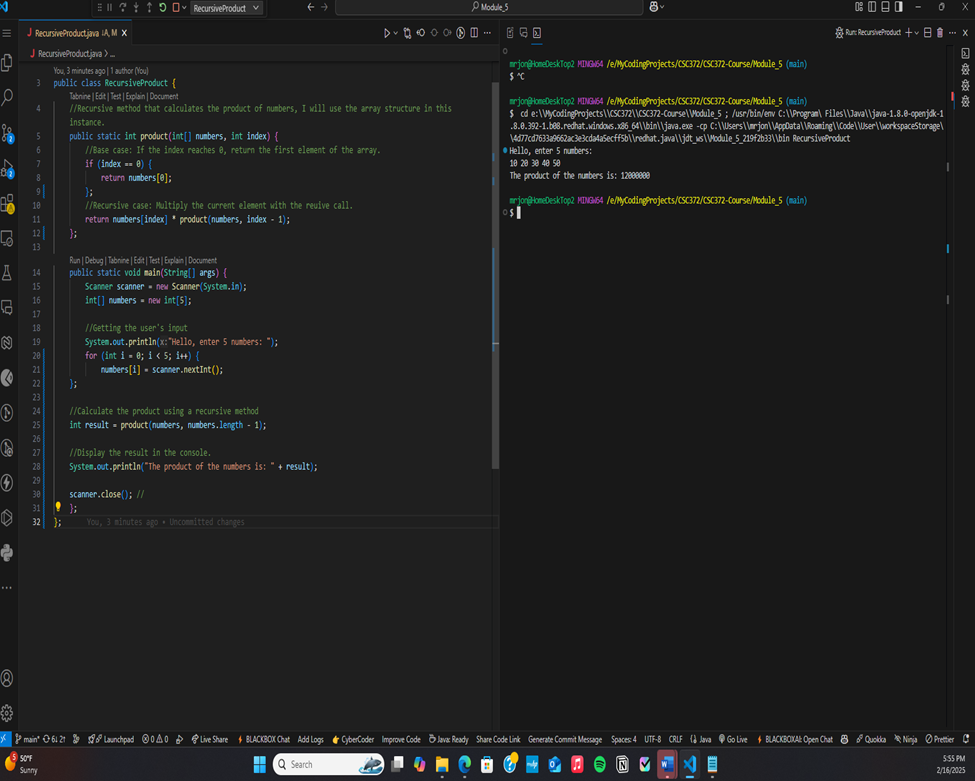 RecursiveProduct
Module_5
RecursiveProduct.java ↓A, M
RecursiveProduct.java > ...
You, 3 minutes ago | 1 author (You)
3 public class RecursiveProduct {
Tabnine | Edit | Test | Explain | Document
4 //Recursive method that calculates the product of numbers, I will use the array structure in this
instance.
5 public static int product(int[] numbers, int index) {
6 //Base case: If the index reaches 0, return the first element of the array.
7 if (index == 0) {
8 return numbers[0];
9 };
10 //Recursive case: Multiply the current element with the reuive call.
11 return numbers[index] * product(numbers, index - 1);
12 };
13
Run | Debug | Tabnine | Edit | Test | Explain | Document
14 public static void main(String[] args) {
15 Scanner scanner = new Scanner(System.in);
16 int[] numbers = new int[5];
17
18 //Getting the user's input
19 System.out.println(x:"Hello, enter 5 numbers: ");
20 for (int i = 0; i < 5; i++) {
21 numbers[i] = scanner.nextInt();
22 };
23
24 //Calculate the product using a recursive method
25 int result = product(numbers, numbers.length - 1);
26
27 //Display the result in the console.
28 System.out.println("The product of the numbers is: " + result);
29
30 scanner.close(); //
31 };
32 }; You, 3 minutes ago • Uncommitted changes
Run: RecursiveProduct
mrjon@HomeDeskTop2 MINGW64 /e/MyCodingProjects/CSC372/CSC372-Course/Module_5 (main)
$ ^C
mrjon@HomeDeskTop2 MINGW64 /e/MyCodingProjects/CSC372/CSC372-Course/Module_5 (main)
$ cd e:\\MyCodingProjects\\CSC372\\CSC372-Course\\Module_5 ; /usr/bin/env C:\\Program\ Files\\Java\\java-1.8.0-openjdk-1
.8.0.392-1.b08.redhat.windows.x86_64\\bin\\java.exe -cp C:\\Users\\mrjon\\AppData\\Roaming\\Code\\User\\workspaceStorage\
\4d77cd7633a9662ac3e3cda4a5ecff5b\\redhat.java\\jdt_ws\\Module_5_219f2b33\\bin RecursiveProduct
Hello, enter 5 numbers:
10 20 30 40 50
The product of the numbers is: 12000000
mrjon@HomeDeskTop2 MINGW64 /e/MyCodingProjects/CSC372/CSC372-Course/Module_5 (main)
$
main* 6↓ 2↑ Launchpad 0 0 Live Share BLACKBOX Chat Add Logs CyberCoder Improve Code Java: Ready Share Code Link Generate Commit Message Spaces: 4 UTF-8 CRLF Java Go Live BLACKBOXAI: Open Chat Quokka Ninja Prettier
50°F
Sunny
Search
5:55 PM
2/16/2025